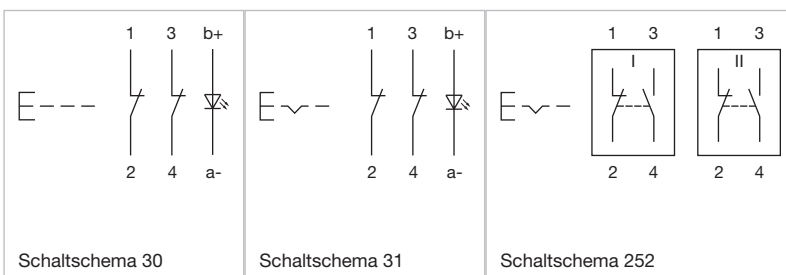 1 3 b+
2 4 a-
Schaltschema 30
1 3 b+
2 4 a-
Schaltschema 31
1 3 1 3
I II
2 4 2 4
Schaltschema 252